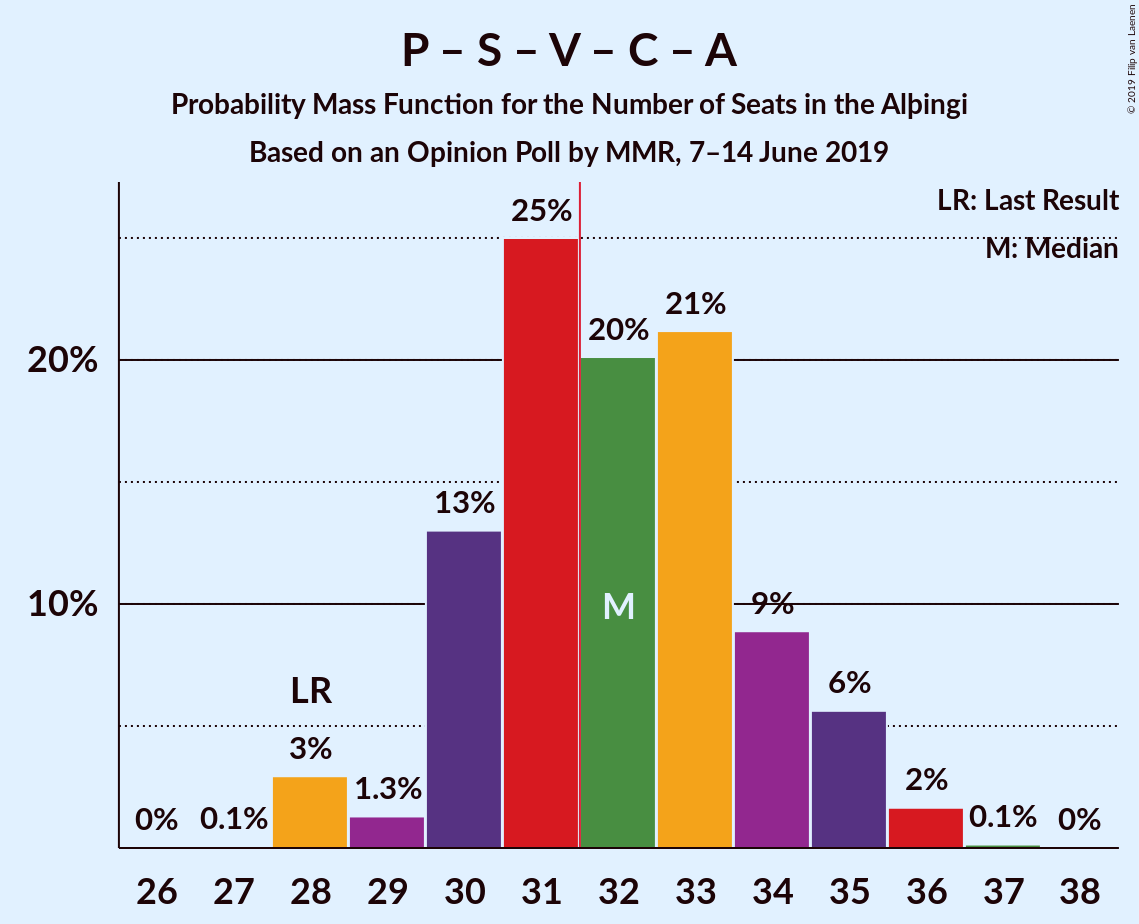 P – S – V – C – A
Probability Mass Function for the Number of Seats in the Alþingi
Based on an Opinion Poll by MMR, 7–14 June 2019
© 2019 Filip van Laenen
LR: Last Result
M: Median
25%
21%
20%
20%
13%
10%
M
9%
6%
LR
3%
1.3%
2%
0%
0.1%
0.1%
0%
26 27 28 29 30 31 32 33 34 35 36 37 38